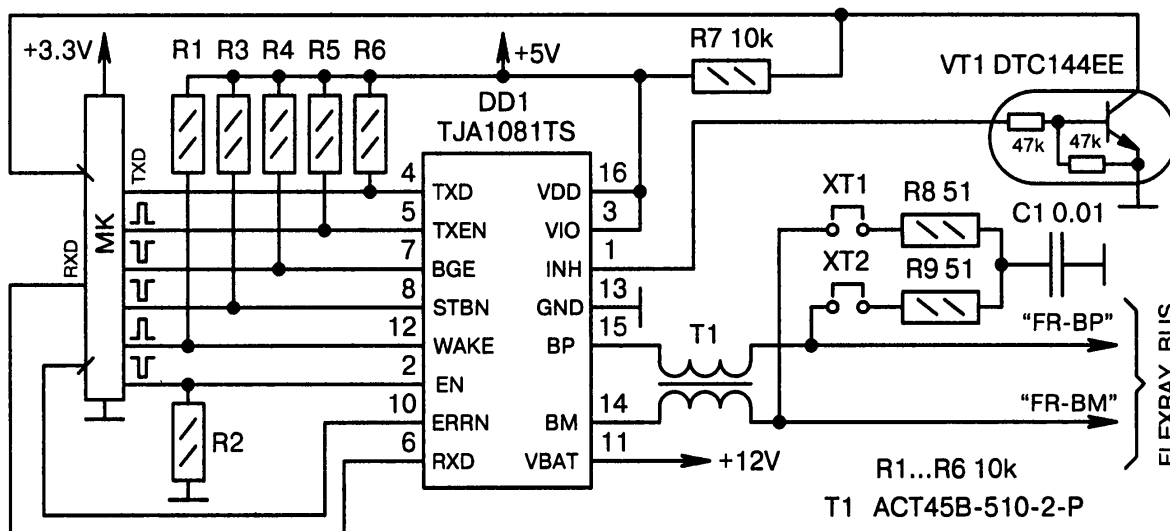 +3.3V
R1 R3 R4 R5 R6
+5V
R7 10k
VT1 DTC144EE
47k
47k
DD1
TJA1081TS
TXD
RXD
MK
4 TXD
5 TXEN
7 BGE
8 STBN
12 WAKE
2 EN
10 ERRN
6 RXD
VDD 16
VIO 3
INH 1
GND 13
BP 15
BM 14
VBAT 11
R2
T1
+12V
XT1
R8 51
XT2
R9 51
C1 0.01
"FR-BP"
"FR-BM"
FLEXRAY BUS
R1...R6 10k
T1 ACT45B-510-2-P